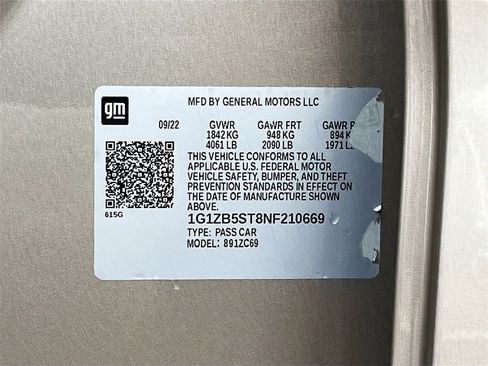 gm
MFD BY GENERAL MOTORS LLC
09/22 GVWR GAWR FRT GAWR
1842 KG 948 KG 894 K
4061 LB 2090 LB 1971 L
THIS VEHICLE CONFORMS TO ALL
APPLICABLE U.S. FEDERAL MOTOR
VEHICLE SAFETY, BUMPER, AND THEFT
PREVENTION STANDARDS IN EFFECT ON
THE DATE OF MANUFACTURE SHOWN
ABOVE.
615G
1G1ZB5ST8NF210669
TYPE: PASS CAR
MODEL: 891ZC69